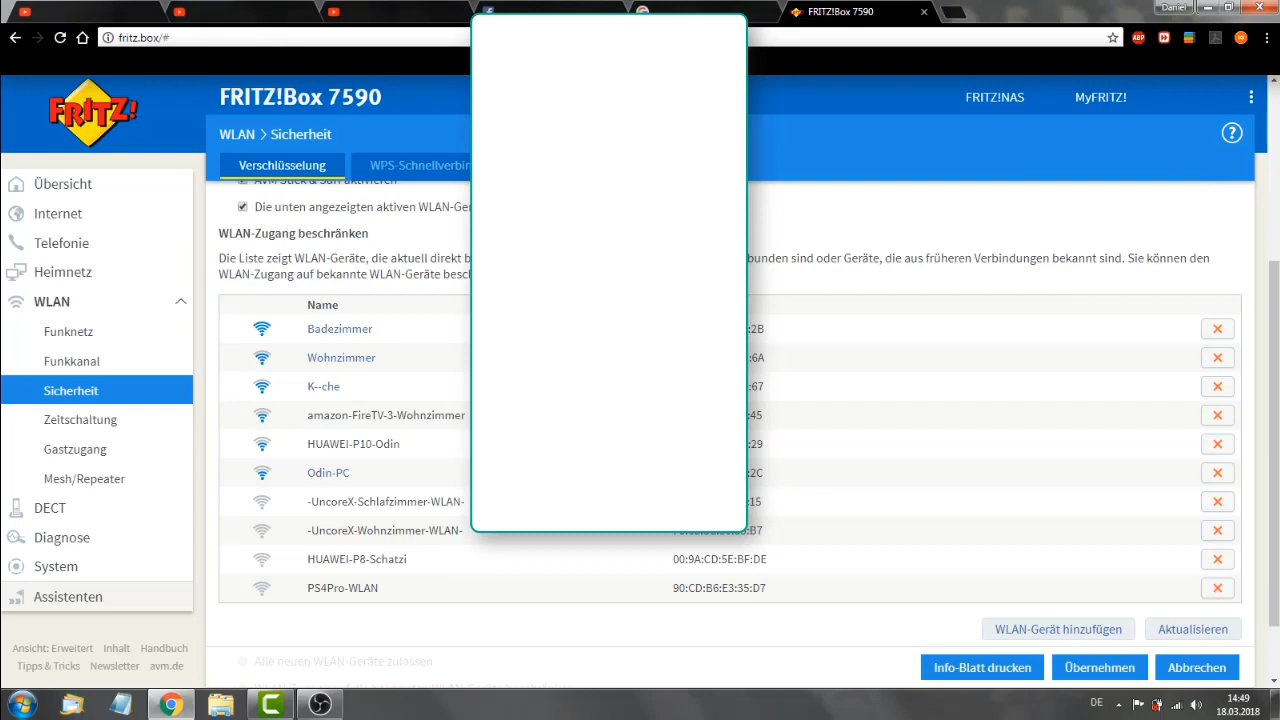 FRITZ!Box 7590
Daniel
fritz.box/#
ABP
FRITZ!
FRITZ!Box 7590
FRITZ!NAS
MyFRITZ!
WLAN > Sicherheit
Verschlüsselung
WPS-Schnellverbin
Übersicht
Internet
Telefonie
Heimnetz
WLAN
Funknetz
Funkkanal
Sicherheit
Zeitschaltung
Gastzugang
Mesh/Repeater
DECT
Diagnose
System
Assistenten
Ansicht: Erweitert Inhalt Handbuch
Tipps & Tricks Newsletter avm.de
Die unten angezeigten aktiven WLAN-Ger
WLAN-Zugang beschränken
Die Liste zeigt WLAN-Geräte, die aktuell direkt b bunden sind oder Geräte, die aus früheren Verbindungen bekannt sind. Sie können den
WLAN-Zugang auf bekannte WLAN-Geräte besch
Name
Badezimmer :2B
Wohnzimmer :6A
K--che :67
amazon-FireTV-3-Wohnzimmer :45
HUAWEI-P10-Odin :29
Odin-PC :2C
-UncoreX-Schlafzimmer-WLAN- :15
-UncoreX-Wohnzimmer-WLAN- :B7
HUAWEI-P8-Schatzi 00:9A:CD:5E:BF:DE
PS4Pro-WLAN 90:CD:B6:E3:35:D7
WLAN-Gerät hinzufügen
Aktualisieren
Alle neuen WLAN-Geräte zulassen
Info-Blatt drucken
Übernehmen
Abbrechen
DE
14:49
18.03.2018